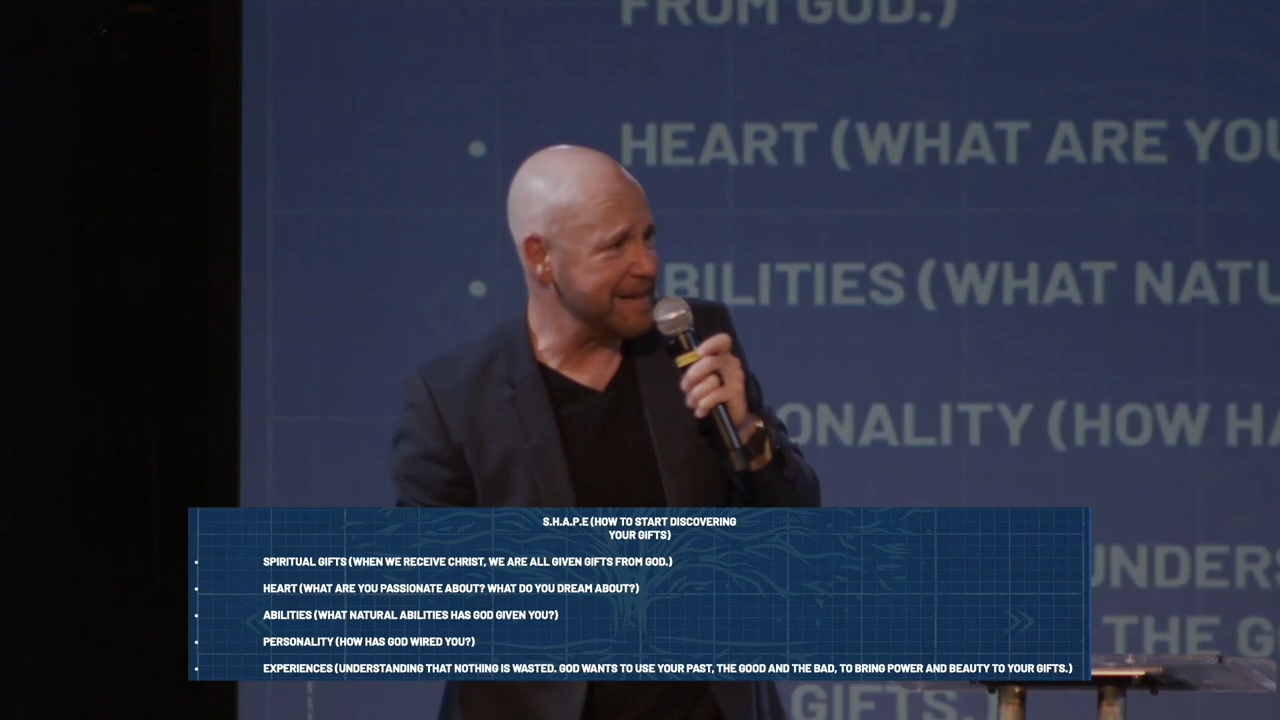 FROM GOD.)
• HEART (WHAT ARE
• BILITIES (WHAT
ONALITY (HOW
THE
GIFTS.)
S.H.A.P.E (HOW TO START DISCOVERING
YOUR GIFTS)
• SPIRITUAL GIFTS (WHEN WE RECEIVE CHRIST, WE ARE ALL GIVEN GIFTS FROM GOD.)
• HEART (WHAT ARE YOU PASSIONATE ABOUT? WHAT DO YOU DREAM ABOUT?)
• ABILITIES (WHAT NATURAL ABILITIES HAS GOD GIVEN YOU?)
• PERSONALITY (HOW HAS GOD WIRED YOU?)
• EXPERIENCES (UNDERSTANDING THAT NOTHING IS WASTED. GOD WANTS TO USE YOUR PAST, THE GOOD AND THE BAD, TO BRING POWER AND BEAUTY TO YOUR GIFTS.)